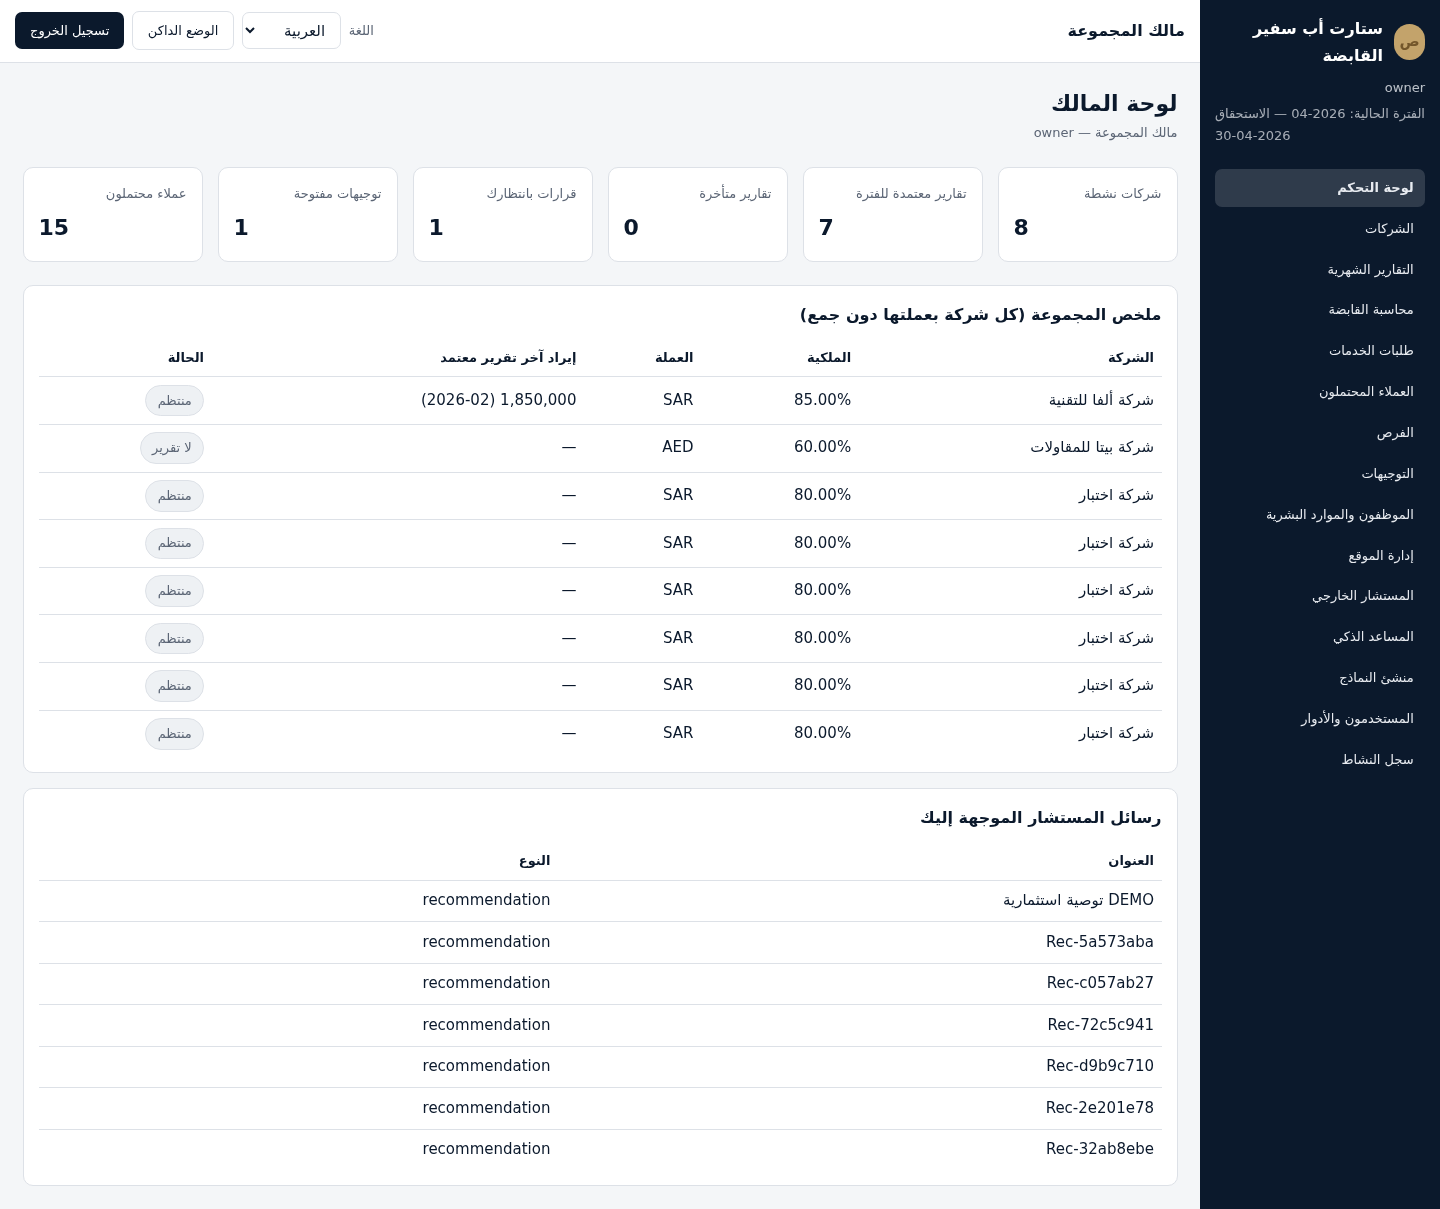 ص
ستارت أب سفير
القابضة
owner
الفترة الحالية: 2026-04 — الاستحقاق
2026-04-30
لوحة التحكم
الشركات
التقارير الشهرية
محاسبة القابضة
طلبات الخدمات
العملاء المحتملون
الفرص
التوجيهات
الموظفون والموارد البشرية
إدارة الموقع
المستشار الخارجي
المساعد الذكي
منشئ النماذج
المستخدمون والأدوار
سجل النشاط
مالك المجموعة
اللغة العربية الوضع الداكن تسجيل الخروج
لوحة المالك
مالك المجموعة — owner
شركات نشطة
8
تقارير معتمدة للفترة
7
تقارير متأخرة
0
قرارات بانتظارك
1
توجيهات مفتوحة
1
عملاء محتملون
15
ملخص المجموعة (كل شركة بعملتها دون جمع)
الشركة الملكية العملة إيراد آخر تقرير معتمد الحالة
شركة ألفا للتقنية 85.00% SAR 1,850,000 (2026-02) منتظم
شركة بيتا للمقاولات 60.00% AED — لا تقرير
شركة اختبار 80.00% SAR — منتظم
شركة اختبار 80.00% SAR — منتظم
شركة اختبار 80.00% SAR — منتظم
شركة اختبار 80.00% SAR — منتظم
شركة اختبار 80.00% SAR — منتظم
شركة اختبار 80.00% SAR — منتظم
رسائل المستشار الموجهة إليك
العنوان النوع
DEMO توصية استثمارية recommendation
Rec-5a573aba recommendation
Rec-c057ab27 recommendation
Rec-72c5c941 recommendation
Rec-d9b9c710 recommendation
Rec-2e201e78 recommendation
Rec-32ab8ebe recommendation